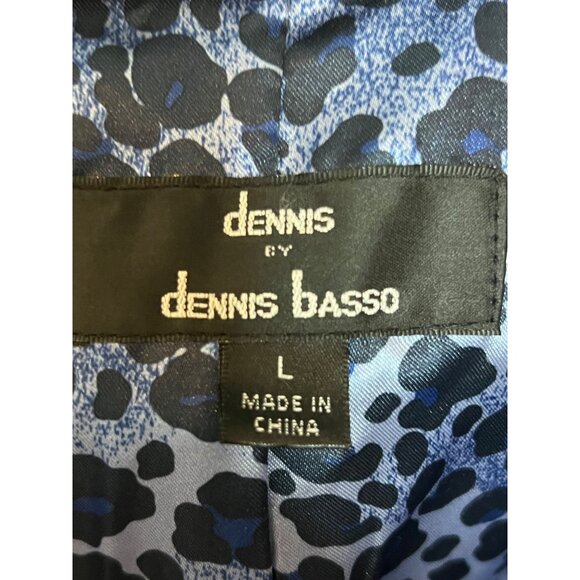 dENNIS
BY
dENNIS bASSO
L
MADE IN
CHINA